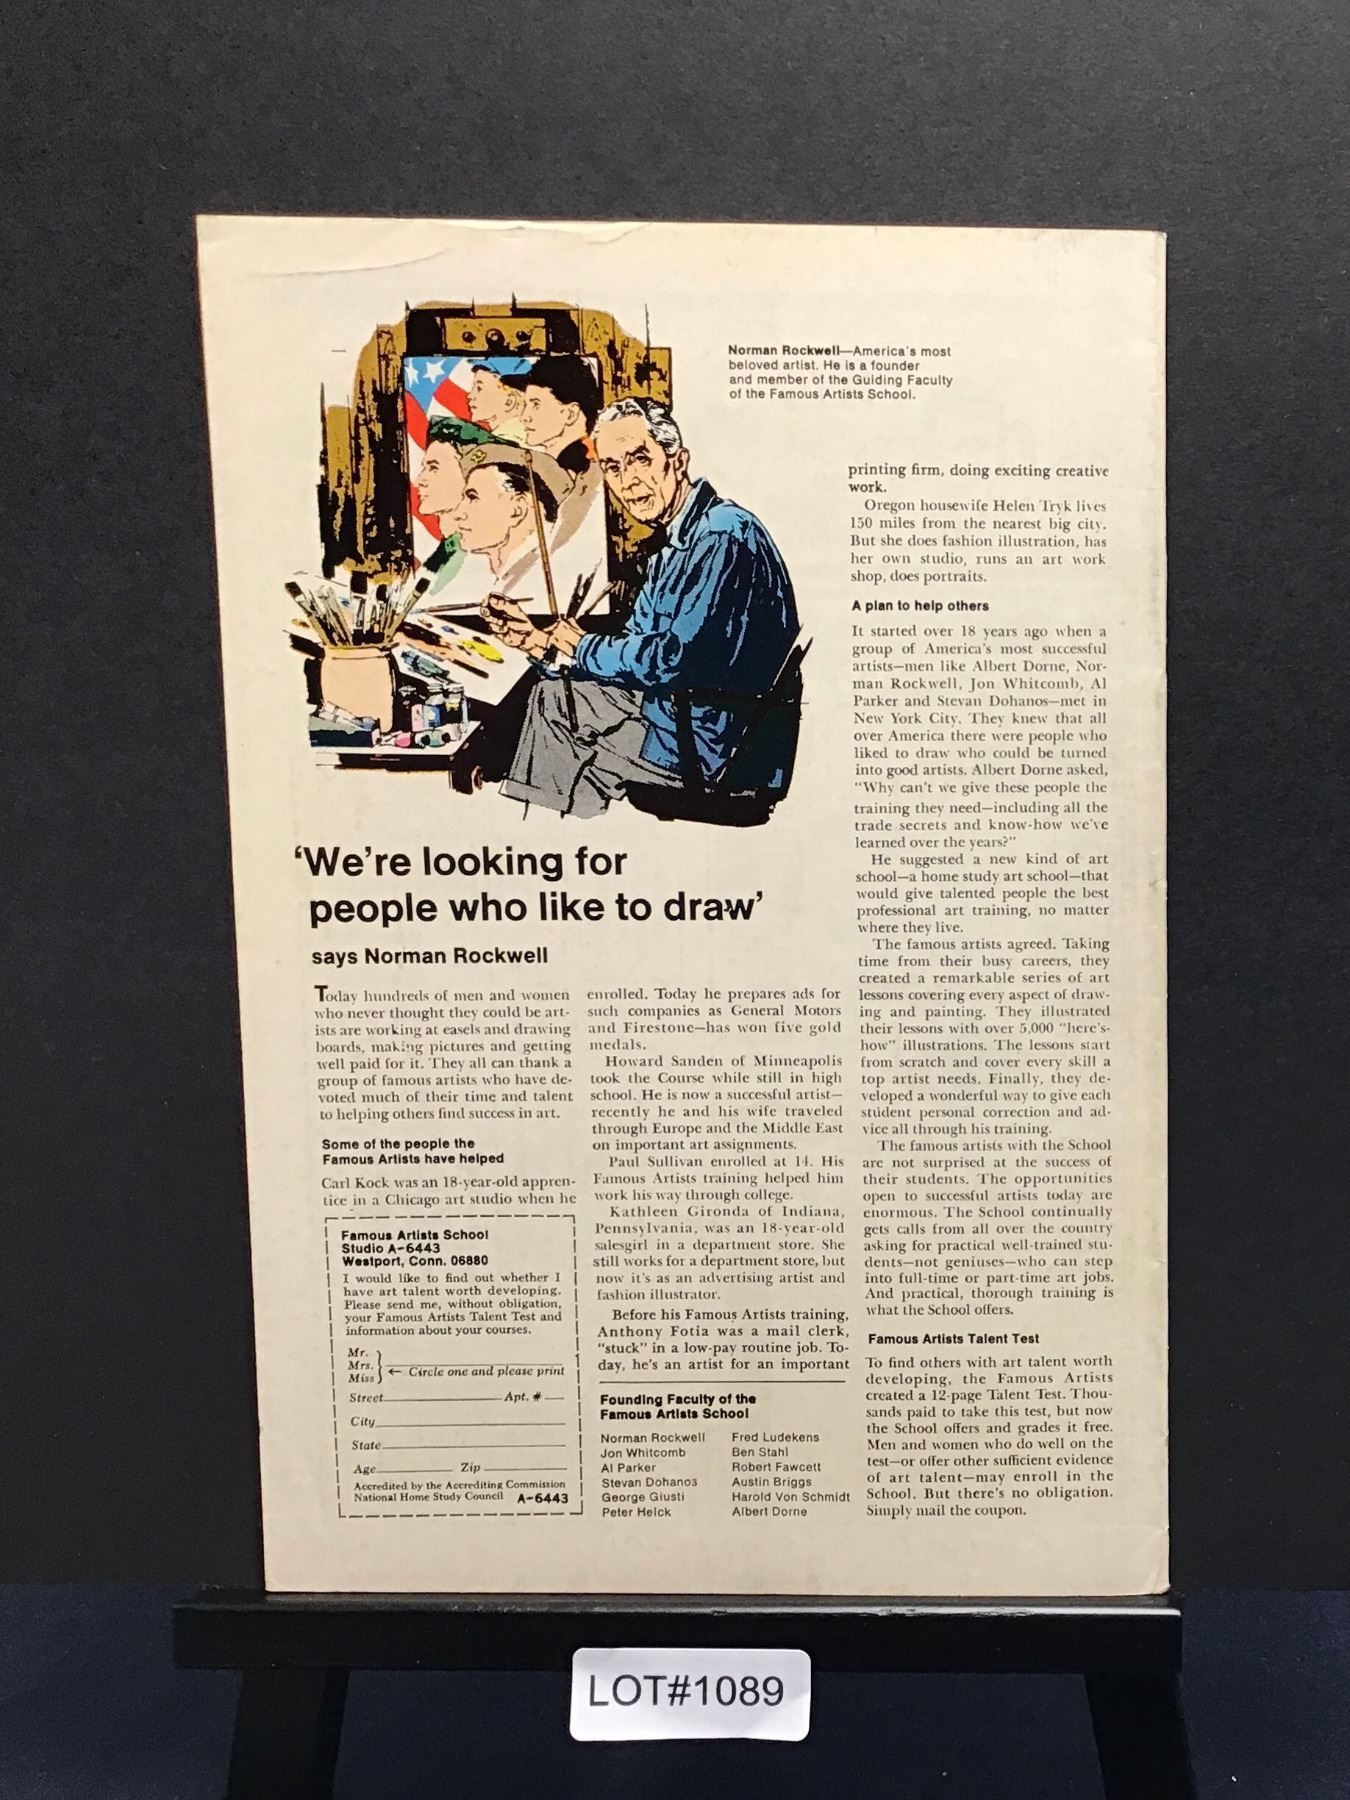 Norman Rockwell—America's most
beloved artist. He is a founder
and member of the Guiding Faculty
of the Famous Artists School.
'We're looking for
people who like to draw'
says Norman Rockwell
Today hundreds of men and women
who never thought they could be art-
ists are working at easels and drawing
boards, making pictures and getting
well paid for it. They all can thank a
group of famous artists who have de-
voted much of their time and talent
to helping others find success in art.
Some of the people the
Famous Artists have helped
Carl Kock was an 18-year-old appren-
tice in a Chicago art studio when he
Famous Artists School
Studio A-6443
Westport, Conn. 06880
I would like to find out whether I
have art talent worth developing.
Please send me, without obligation,
your Famous Artists Talent Test and
information about your courses.
Mr.
Mrs.
Miss
← Circle one and please print
Street Apt. #
City
State
Age Zip
Accredited by the Accrediting Commission
National Home Study Council A-6443
enrolled. Today he prepares ads for
such companies as General Motors
and Firestone—has won five gold
medals.
Howard Sanden of Minneapolis
took the Course while still in high
school. He is now a successful artist—
recently he and his wife traveled
through Europe and the Middle East
on important art assignments.
Paul Sullivan enrolled at 14. His
Famous Artists training helped him
work his way through college.
Kathleen Gironda of Indiana,
Pennsylvania, was an 18-year-old
salesgirl in a department store. She
still works for a department store, but
now it's as an advertising artist and
fashion illustrator.
Before his Famous Artists training,
Anthony Fotia was a mail clerk,
"stuck" in a low-pay routine job. To-
day, he's an artist for an important
Founding Faculty of the
Famous Artists School
Norman Rockwell
Jon Whitcomb
Al Parker
Stevan Dohanos
George Giusti
Peter Helck
Fred Ludekens
Ben Stahl
Robert Fawcett
Austin Briggs
Harold Von Schmidt
Albert Dorne
printing firm, doing exciting creative
work.
Oregon housewife Helen Tryk lives
150 miles from the nearest big city.
But she does fashion illustration, has
her own studio, runs an art work
shop, does portraits.
A plan to help others
It started over 18 years ago when a
group of America's most successful
artists—men like Albert Dorne, Nor-
man Rockwell, Jon Whitcomb, Al
Parker and Stevan Dohanos—met in
New York City. They knew that all
over America there were people who
liked to draw who could be turned
into good artists. Albert Dorne asked,
"Why can't we give these people the
training they need—including all the
trade secrets and know-how we've
learned over the years?"
He suggested a new kind of art
school—a home study art school—that
would give talented people the best
professional art training, no matter
where they live.
The famous artists agreed. Taking
time from their busy careers, they
created a remarkable series of art
lessons covering every aspect of draw-
ing and painting. They illustrated
their lessons with over 5,000 "here's-
how" illustrations. The lessons start
from scratch and cover every skill a
top artist needs. Finally, they de-
veloped a wonderful way to give each
student personal correction and ad-
vice all through his training.
The famous artists with the School
are not surprised at the success of
their students. The opportunities
open to successful artists today are
enormous. The School continually
gets calls from all over the country
asking for practical well-trained stu-
dents—not geniuses—who can step
into full-time or part-time art jobs.
And practical, thorough training is
what the School offers.
Famous Artists Talent Test
To find others with art talent worth
developing, the Famous Artists
created a 12-page Talent Test. Thou-
sands paid to take this test, but now
the School offers and grades it free.
Men and women who do well on the
test—or offer other sufficient evidence
of art talent—may enroll in the
School. But there's no obligation.
Simply mail the coupon.
LOT#1089